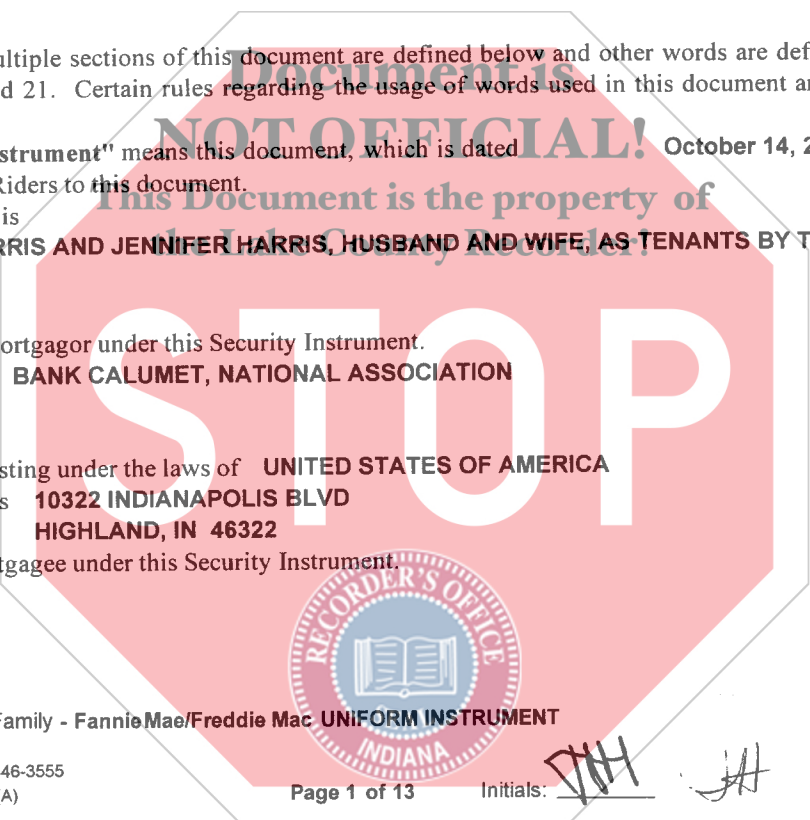 ultiple sections of this document are defined below and other words are def
d 21. Certain rules regarding the usage of words used in this document a
strument" means this document, which is dated October 14, 2
Riders to this document.
is
RRIS AND JENNIFER HARRIS, HUSBAND AND WIFE, AS TENANTS BY T
ortgagor under this Security Instrument.
BANK CALUMET, NATIONAL ASSOCIATION
sting under the laws of UNITED STATES OF AMERICA
s 10322 INDIANAPOLIS BLVD
HIGHLAND, IN 46322
tgagee under this Security Instrument.
Family - Fannie Mae/Freddie Mac UNIFORM INSTRUMENT
46-3555
(A)
Page 1 of 13 Initials:
Document is
NOT OFFICIAL!
This Document is the property of
the Lake County Recorder!
STOP
RECORDER'S OFFICE
INDIANA